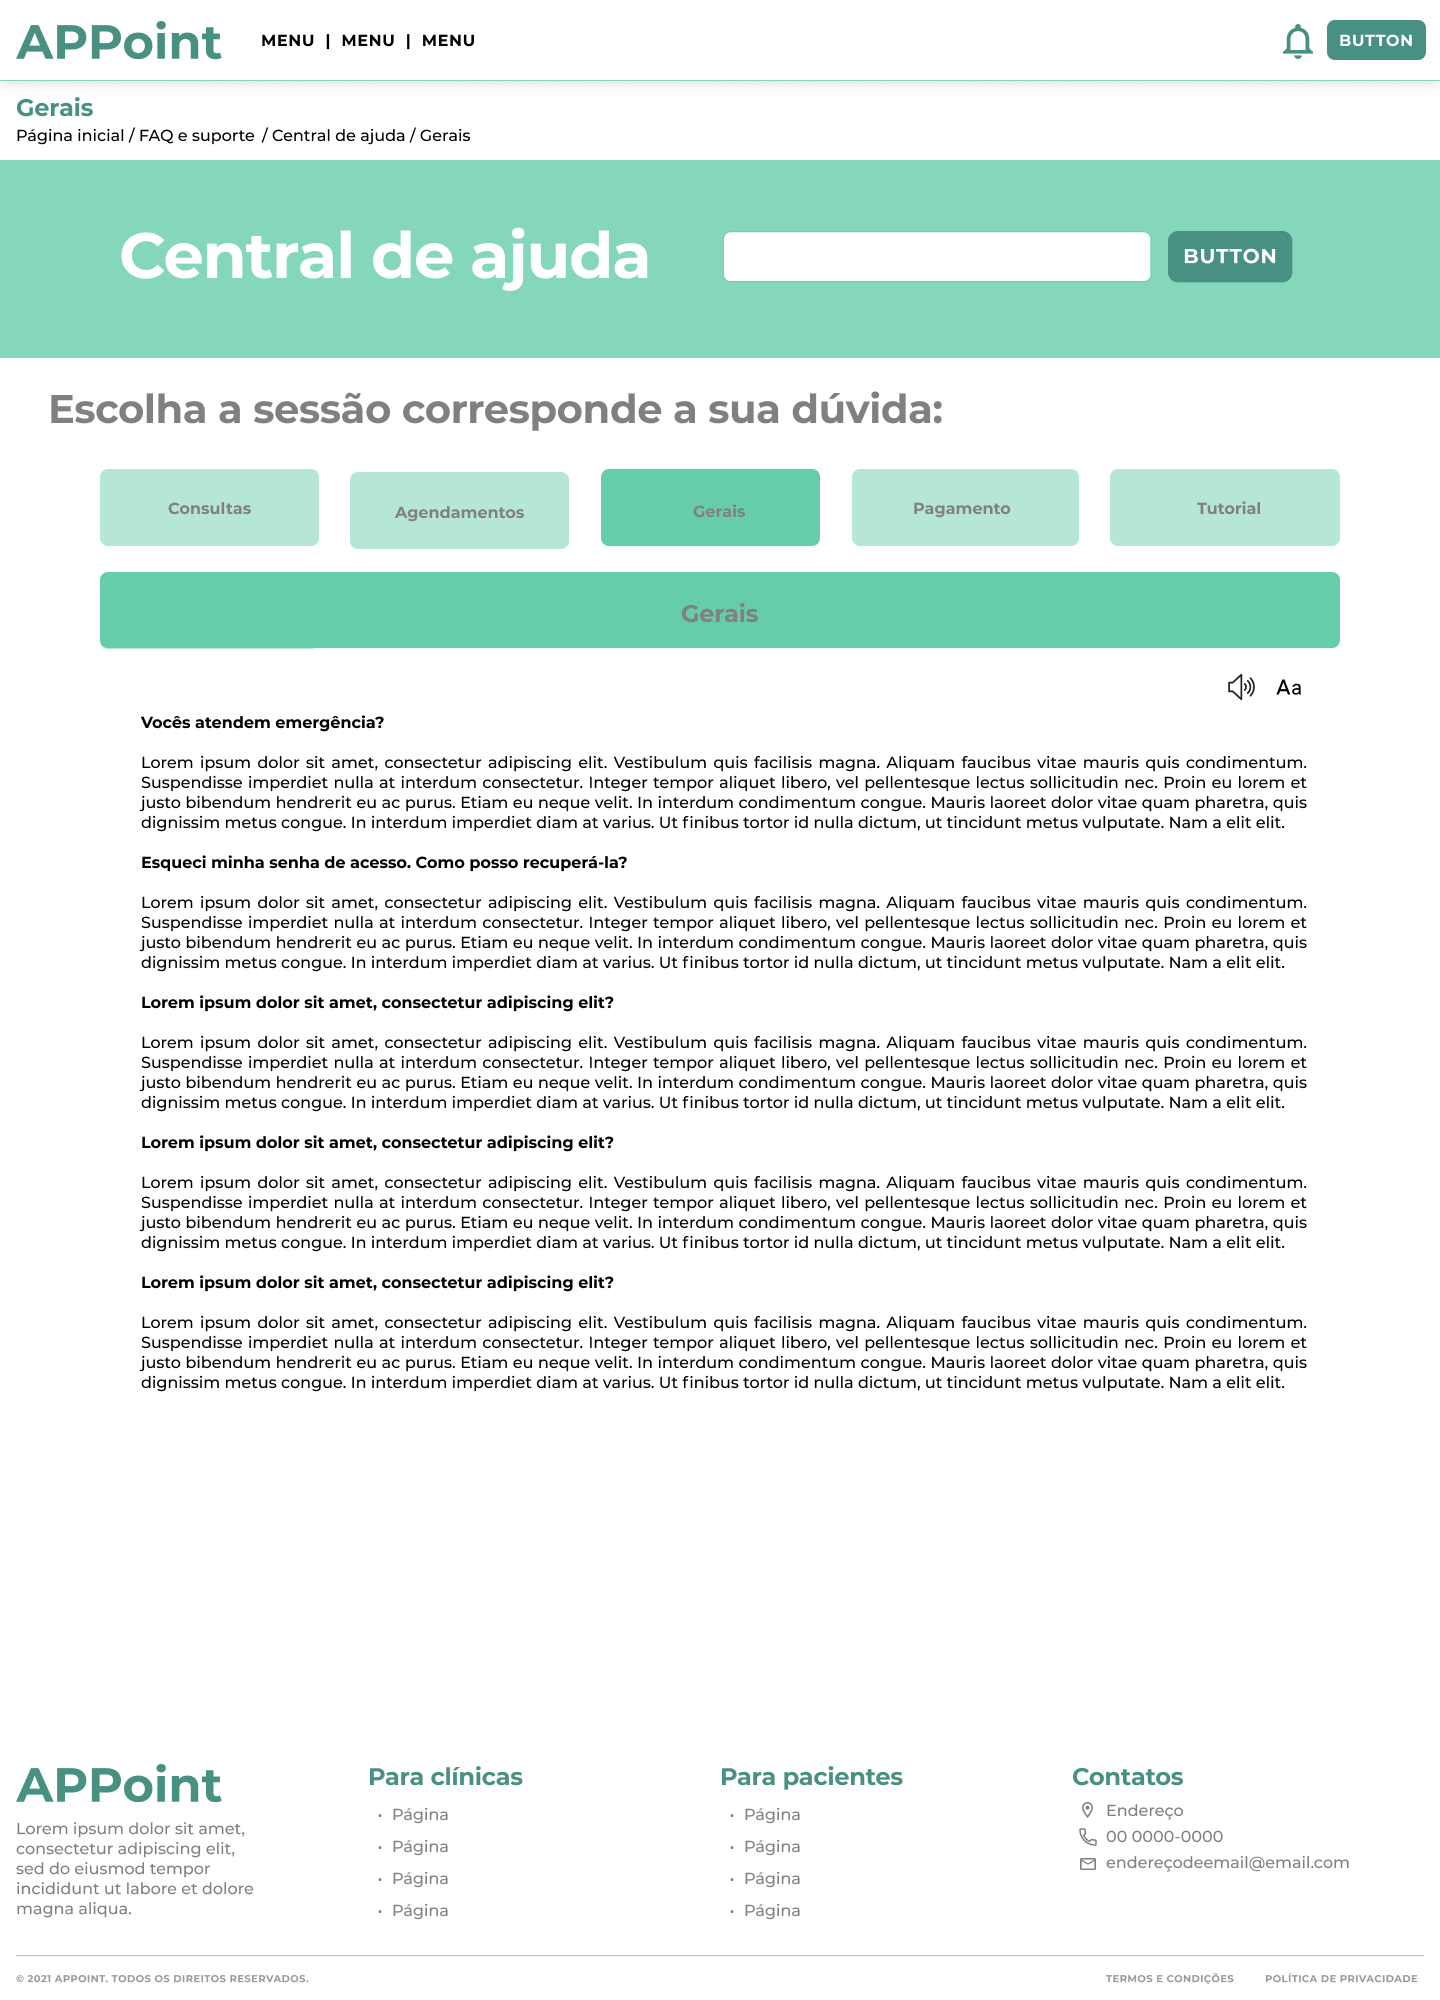 APPoint
MENU | MENU | MENU
BUTTON
Gerais
Página inicial / FAQ e suporte / Central de ajuda / Gerais
Central de ajuda
BUTTON
Escolha a sessão corresponde a sua dúvida:
Consultas
Agendamentos
Gerais
Pagamento
Tutorial
Gerais
Aa
Vocês atendem emergência?
Lorem ipsum dolor sit amet, consectetur adipiscing elit. Vestibulum quis facilisis magna. Aliquam faucibus vitae mauris quis condimentum.
Suspendisse imperdiet nulla at interdum consectetur. Integer tempor aliquet libero, vel pellentesque lectus sollicitudin nec. Proin eu lorem et
justo bibendum hendrerit eu ac purus. Etiam eu neque velit. In interdum condimentum congue. Mauris laoreet dolor vitae quam pharetra, quis
dignissim metus congue. In interdum imperdiet diam at varius. Ut finibus tortor id nulla dictum, ut tincidunt metus vulputate. Nam a elit elit.
Esqueci minha senha de acesso. Como posso recuperá-la?
Lorem ipsum dolor sit amet, consectetur adipiscing elit. Vestibulum quis facilisis magna. Aliquam faucibus vitae mauris quis condimentum.
Suspendisse imperdiet nulla at interdum consectetur. Integer tempor aliquet libero, vel pellentesque lectus sollicitudin nec. Proin eu lorem et
justo bibendum hendrerit eu ac purus. Etiam eu neque velit. In interdum condimentum congue. Mauris laoreet dolor vitae quam pharetra, quis
dignissim metus congue. In interdum imperdiet diam at varius. Ut finibus tortor id nulla dictum, ut tincidunt metus vulputate. Nam a elit elit.
Lorem ipsum dolor sit amet, consectetur adipiscing elit?
Lorem ipsum dolor sit amet, consectetur adipiscing elit. Vestibulum quis facilisis magna. Aliquam faucibus vitae mauris quis condimentum.
Suspendisse imperdiet nulla at interdum consectetur. Integer tempor aliquet libero, vel pellentesque lectus sollicitudin nec. Proin eu lorem et
justo bibendum hendrerit eu ac purus. Etiam eu neque velit. In interdum condimentum congue. Mauris laoreet dolor vitae quam pharetra, quis
dignissim metus congue. In interdum imperdiet diam at varius. Ut finibus tortor id nulla dictum, ut tincidunt metus vulputate. Nam a elit elit.
Lorem ipsum dolor sit amet, consectetur adipiscing elit?
Lorem ipsum dolor sit amet, consectetur adipiscing elit. Vestibulum quis facilisis magna. Aliquam faucibus vitae mauris quis condimentum.
Suspendisse imperdiet nulla at interdum consectetur. Integer tempor aliquet libero, vel pellentesque lectus sollicitudin nec. Proin eu lorem et
justo bibendum hendrerit eu ac purus. Etiam eu neque velit. In interdum condimentum congue. Mauris laoreet dolor vitae quam pharetra, quis
dignissim metus congue. In interdum imperdiet diam at varius. Ut finibus tortor id nulla dictum, ut tincidunt metus vulputate. Nam a elit elit.
Lorem ipsum dolor sit amet, consectetur adipiscing elit?
Lorem ipsum dolor sit amet, consectetur adipiscing elit. Vestibulum quis facilisis magna. Aliquam faucibus vitae mauris quis condimentum.
Suspendisse imperdiet nulla at interdum consectetur. Integer tempor aliquet libero, vel pellentesque lectus sollicitudin nec. Proin eu lorem et
justo bibendum hendrerit eu ac purus. Etiam eu neque velit. In interdum condimentum congue. Mauris laoreet dolor vitae quam pharetra, quis
dignissim metus congue. In interdum imperdiet diam at varius. Ut finibus tortor id nulla dictum, ut tincidunt metus vulputate. Nam a elit elit.
APPoint
Lorem ipsum dolor sit amet,
consectetur adipiscing elit,
sed do eiusmod tempor
incididunt ut labore et dolore
magna aliqua.
Para clínicas
• Página
• Página
• Página
• Página
Para pacientes
• Página
• Página
• Página
• Página
Contatos
Endereço
00 0000-0000
endereçodeemail@email.com
© 2021 APPOINT. TODOS OS DIREITOS RESERVADOS.
TERMOS E CONDIÇÕES
POLÍTICA DE PRIVACIDADE